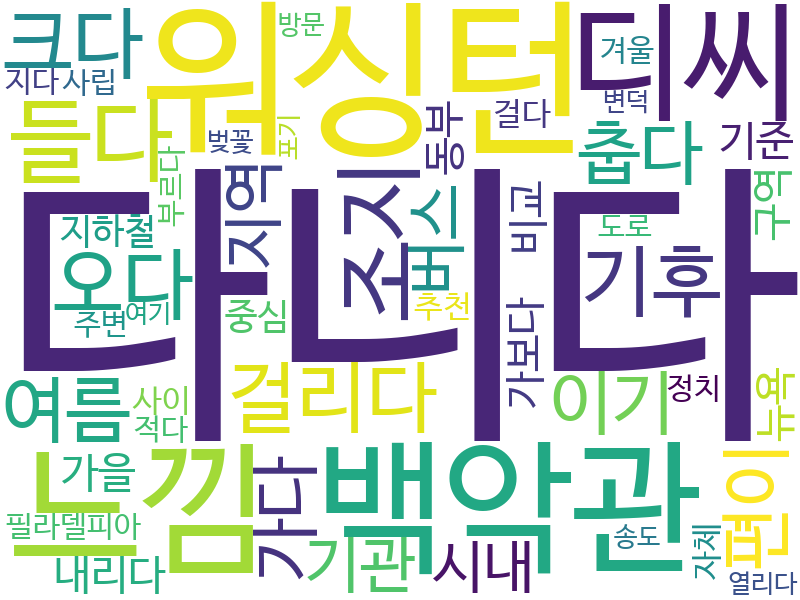 크다
워싱턴
디씨
방문
겨울
지다
사립
변덕
들다
벚꽃
포기
동부
걸다
춥다
기준
부르다
지역
다니다
조지
버스
비교
도로
구역
지하철
오다
기후
주변
여기
중심
추천
가보다
여름
사이
적다
걸리다
이기
정치
뉴욕
느낌
가을
가다
백악관
편이
필라델피아
내리다
기관
시내
송도
자체
열리다